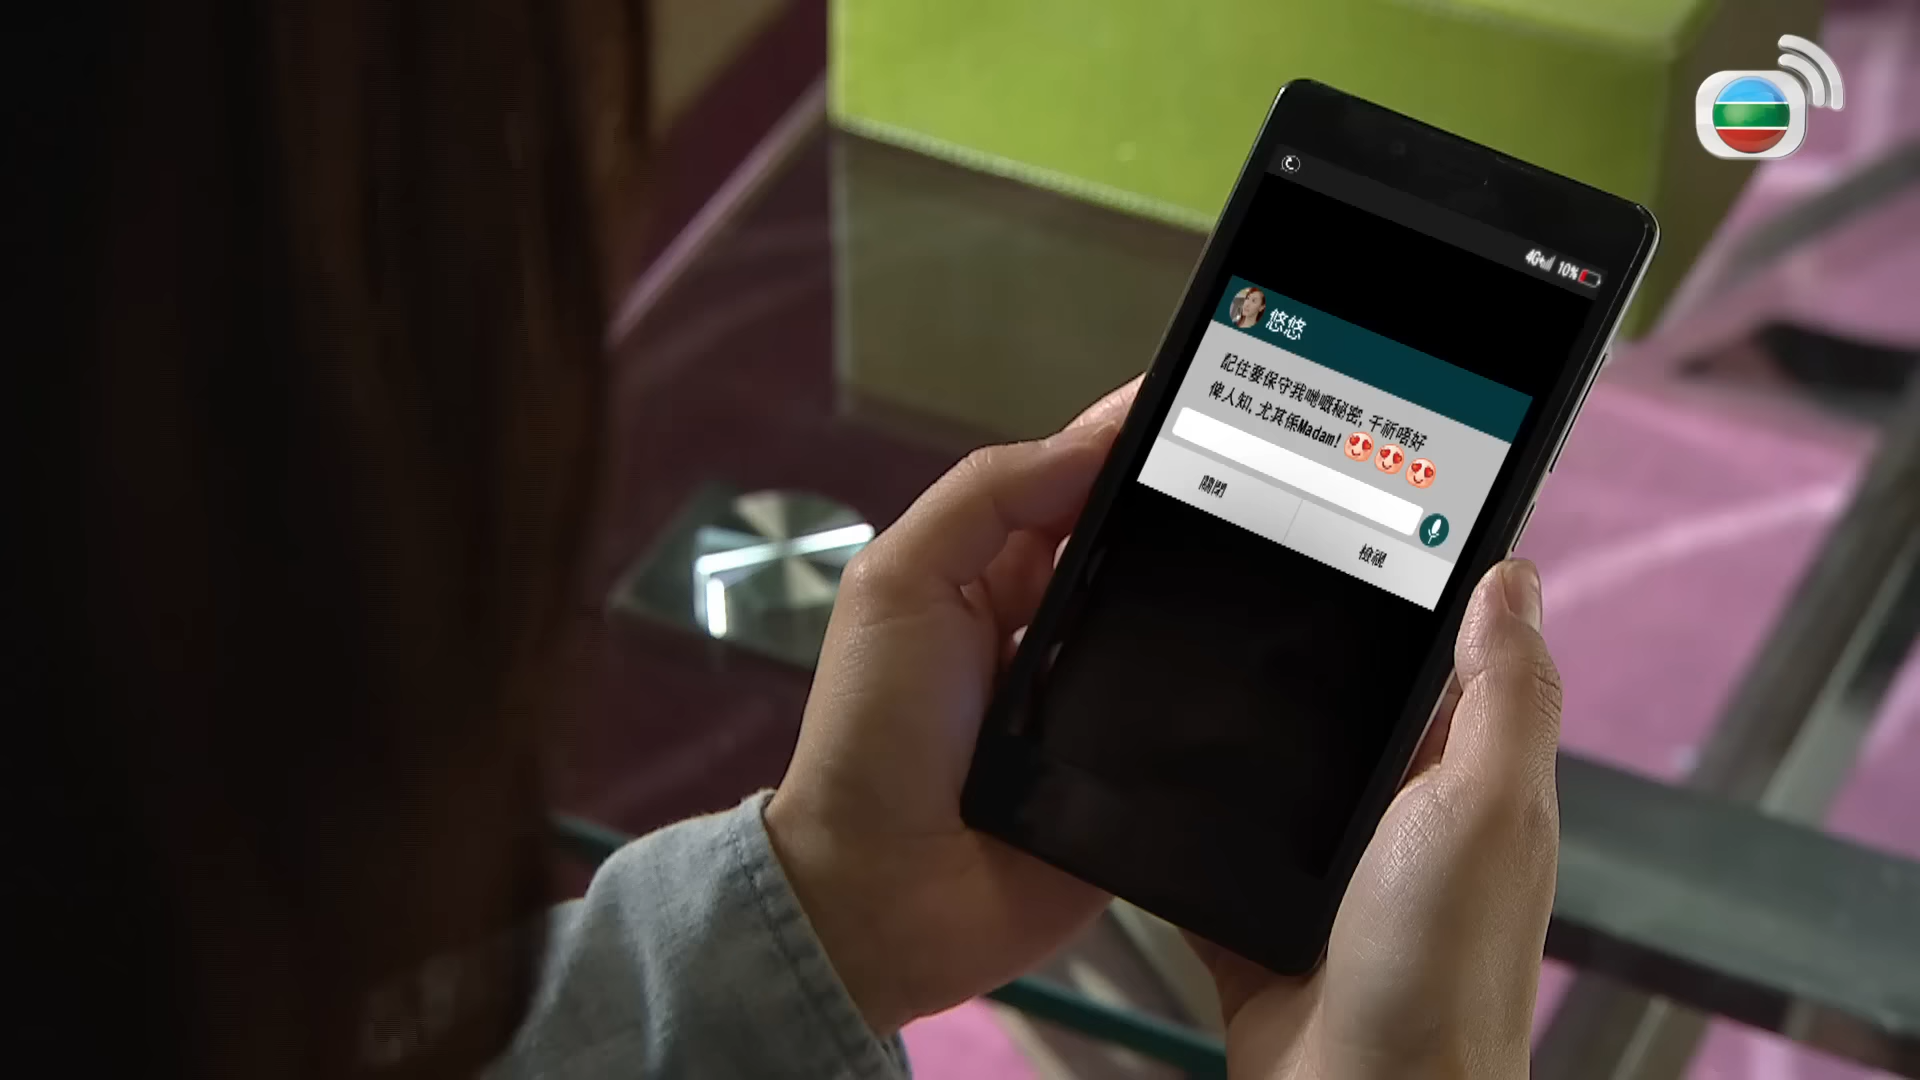 4G+ 10%
悠悠
記住要保守我哋嘅秘密, 千祈唔好
俾人知, 尤其係Madam!😍😍😍
關閉
檢視